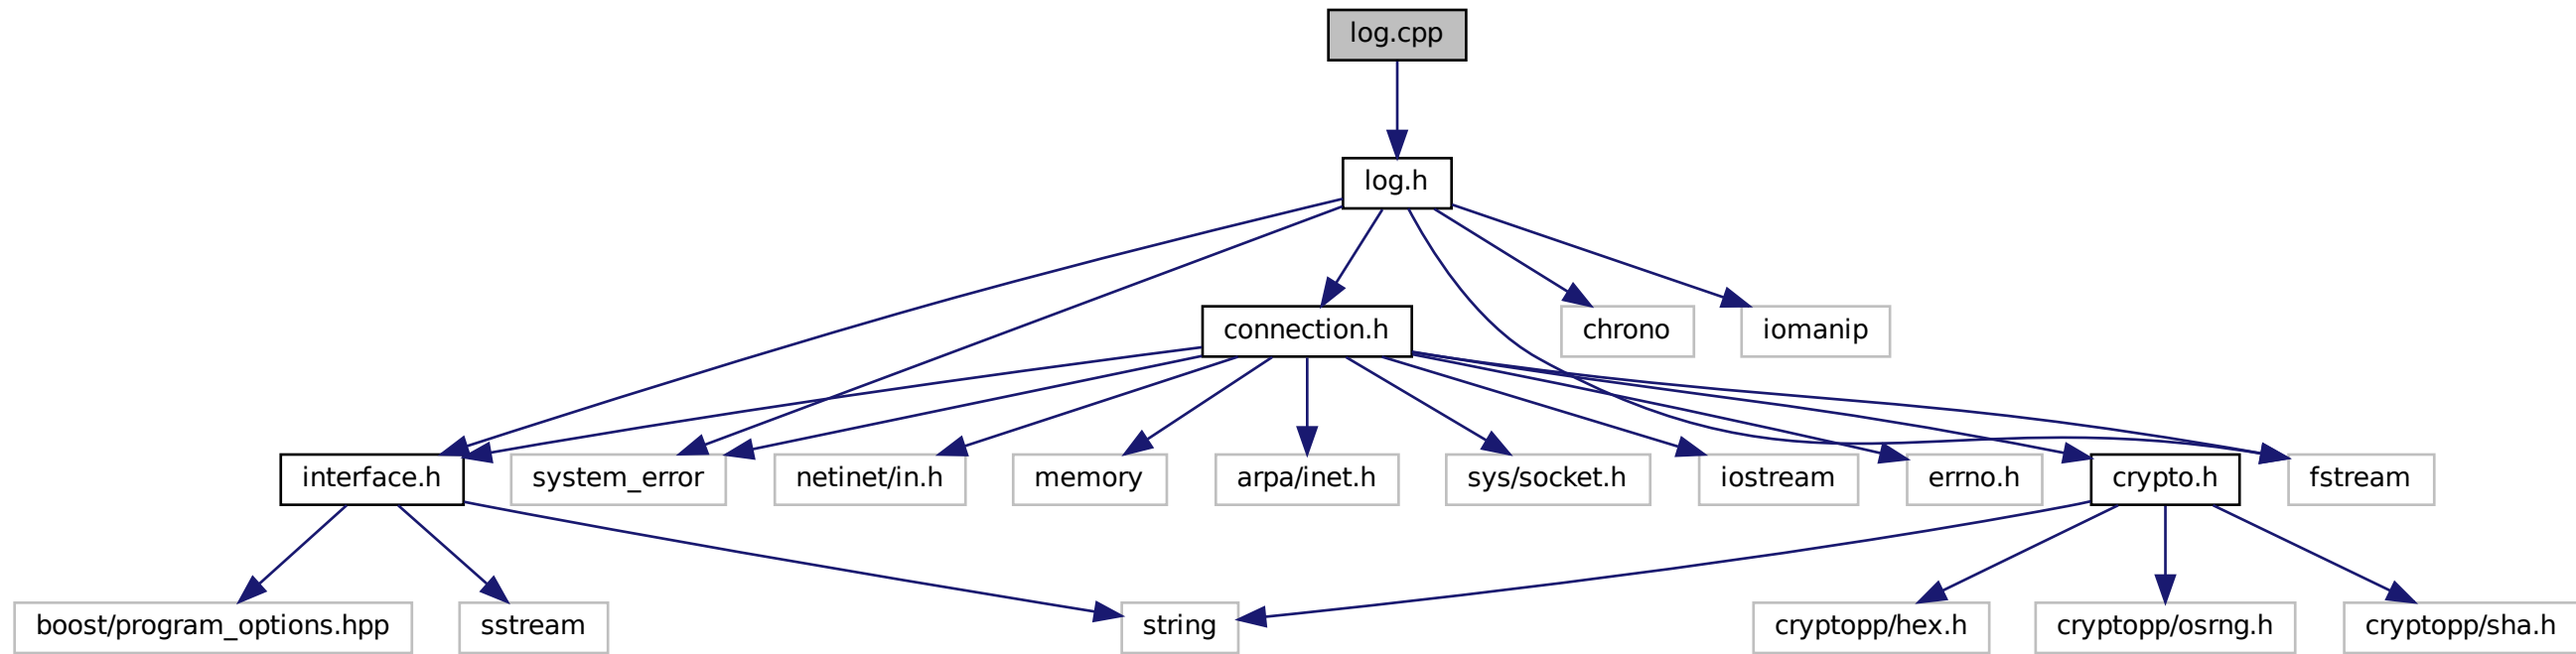 log.cpp
log.h
connection.h
chrono
iomanip
interface.h
system_error
netinet/in.h
memory
arpa/inet.h
sys/socket.h
iostream
errno.h
crypto.h
fstream
boost/program_options.hpp
sstream
string
cryptopp/hex.h
cryptopp/osrng.h
cryptopp/sha.h